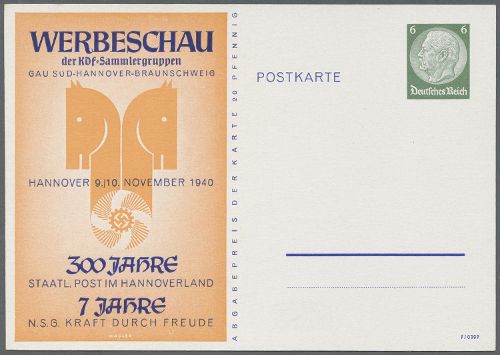 WERBESCHAU
der KdF-Sammlergruppen
GAU SÜD-HANNOVER-BRAUNSCHWEIG
HANNOVER 9./10. NOVEMBER 1940
300 JAHRE
STAATL. POST IM HANNOVERLAND
7 JAHRE
N.S.G. KRAFT DURCH FREUDE
ABGABEPREIS DER KARTE 20 PFENNIG
POSTKARTE
6 6
Deutsches Reich